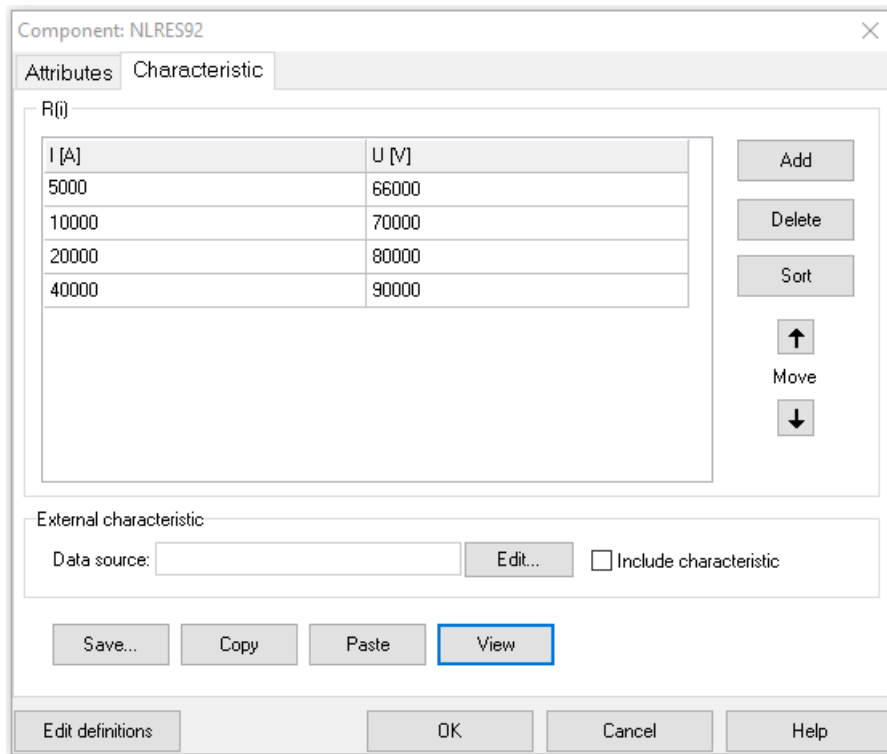 Component: NLRES92
Attributes Characteristic
R(i)
I [A] U [V]
5000 66000
10000 70000
20000 80000
40000 90000
Add
Delete
Sort
Move
External characteristic
Data source: Edit... Include characteristic
Save... Copy Paste View
Edit definitions OK Cancel Help